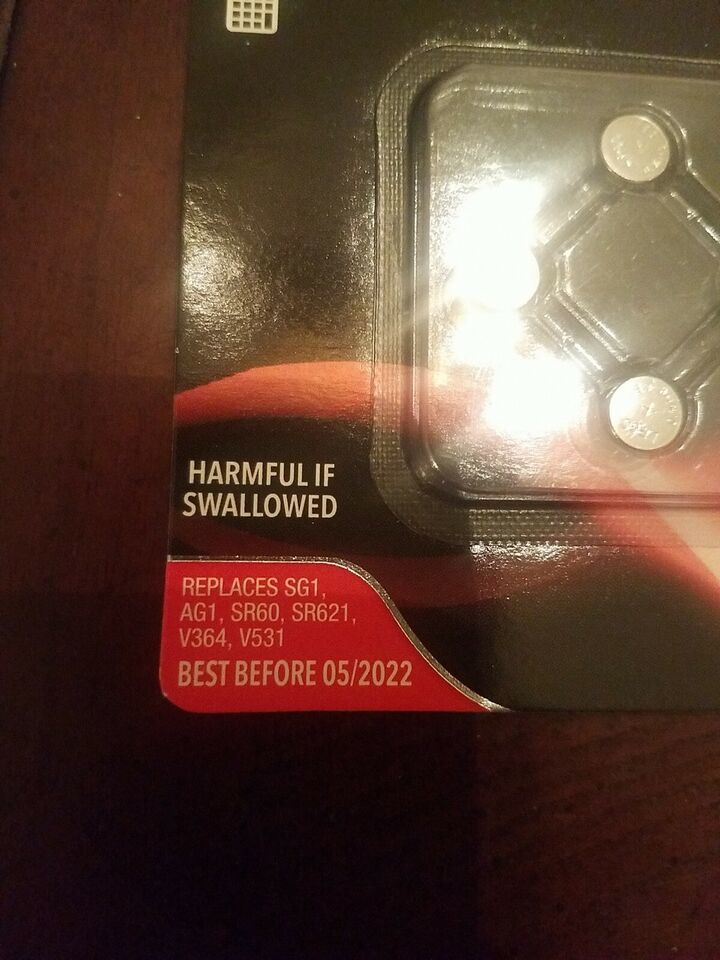 HARMFUL IF
SWALLOWED
REPLACES SG1,
AG1, SR60, SR621,
V364, V531
BEST BEFORE 05/2022